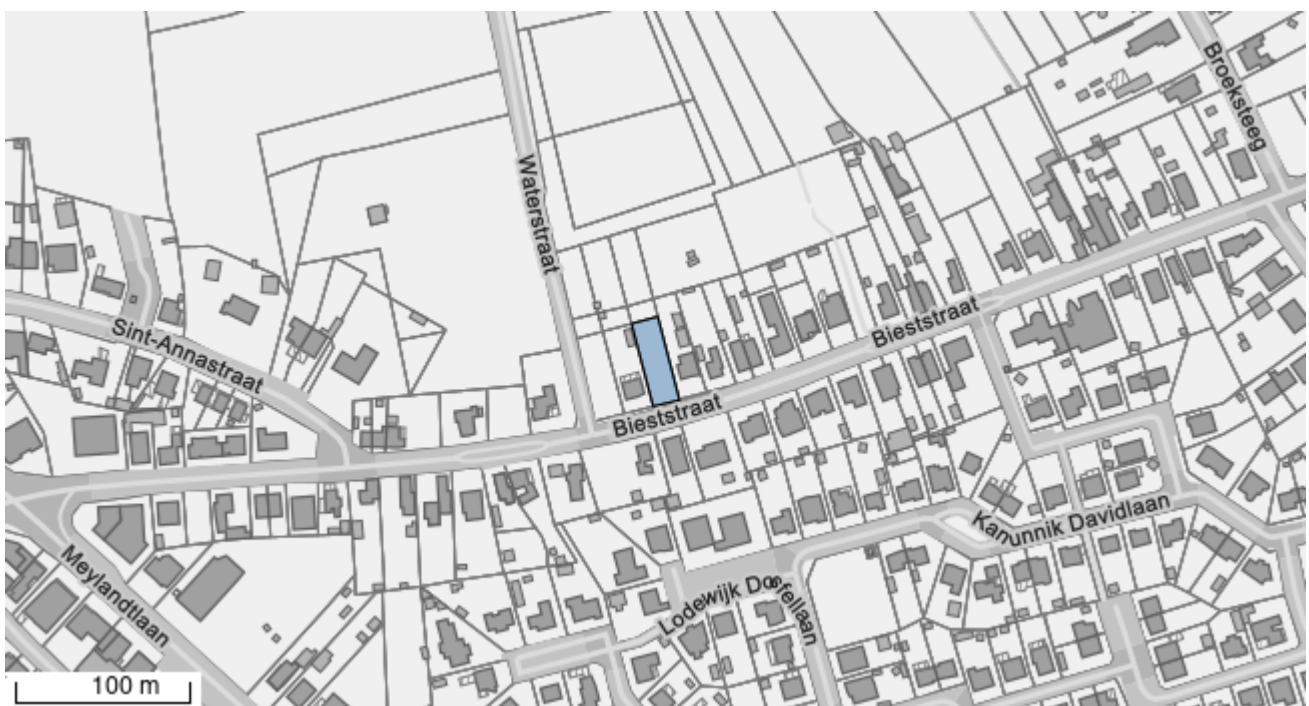 Broeksteeg
Waterstraat
Bieststraat
Sint-Annastraat
Bieststraat
Kanunnik Davidlaan
Meylandtlaan
Lodewijk Dosfellaan
100 m